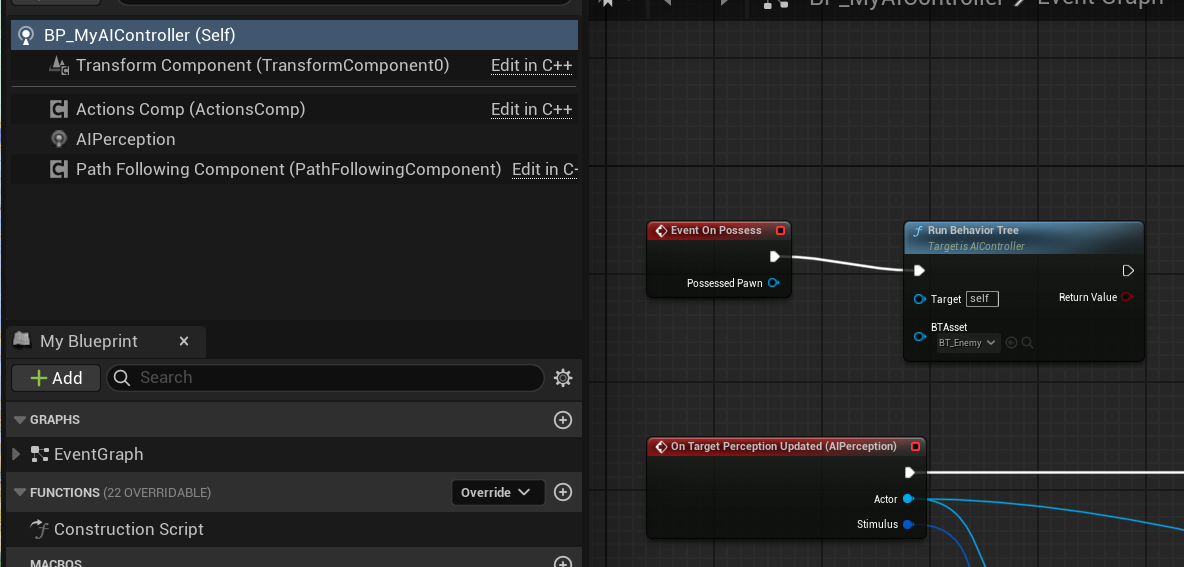 BP_MyAIController
Event Graph
BP_MyAIController (Self)
Transform Component (TransformComponent0) Edit in C++
Actions Comp (ActionsComp) Edit in C++
AIPerception
Path Following Component (PathFollowingComponent) Edit in C+
My Blueprint
Add
Search
GRAPHS
EventGraph
FUNCTIONS (22 OVERRIDABLE)
Override
Construction Script
MACROS
Event On Possess
Possessed Pawn
Run Behavior Tree
Target is AIController
Target self
Return Value
BTAsset
BT_Enemy
On Target Perception Updated (AIPerception)
Actor
Stimulus